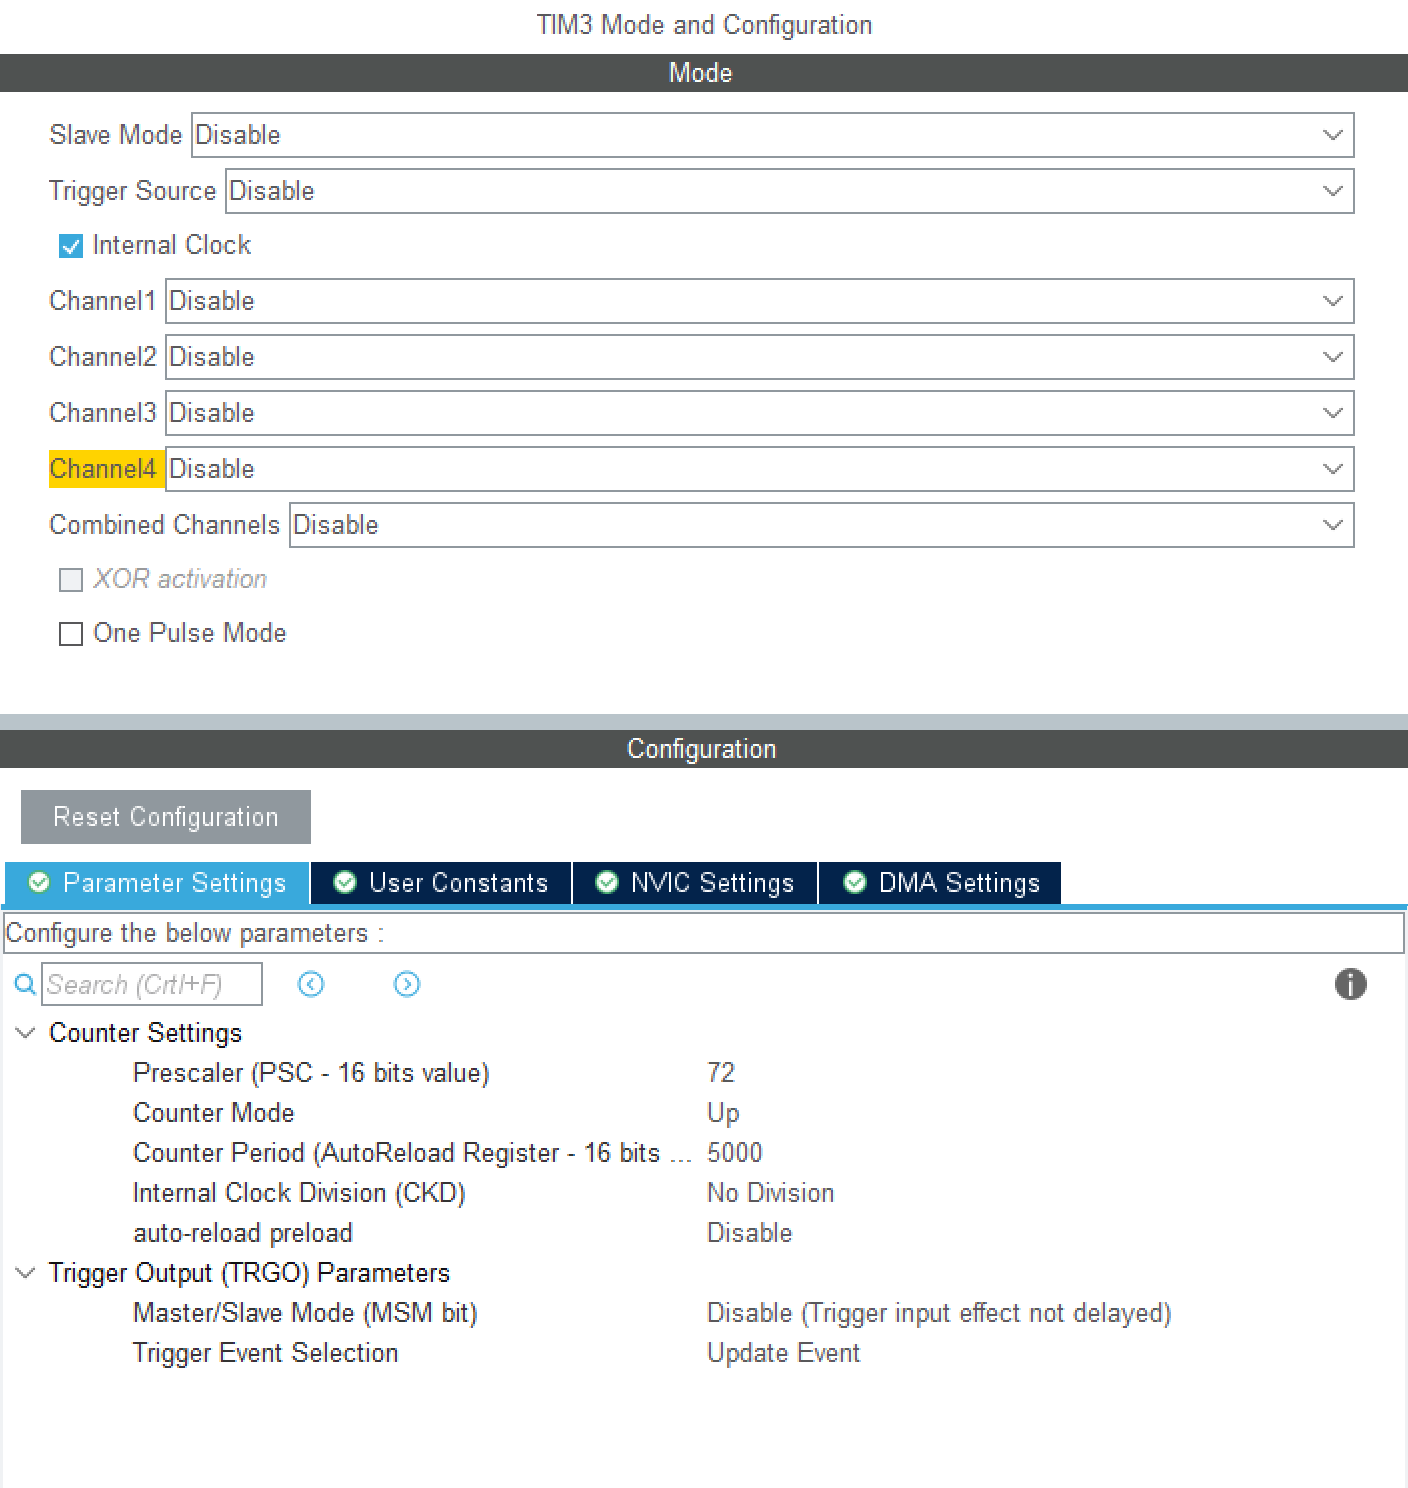 TIM3 Mode and Configuration
Mode
Slave Mode Disable
Trigger Source Disable
Internal Clock
Channel1 Disable
Channel2 Disable
Channel3 Disable
Channel4 Disable
Combined Channels Disable
XOR activation
One Pulse Mode
Configuration
Reset Configuration
Parameter Settings User Constants NVIC Settings DMA Settings
Configure the below parameters :
Search (Crtl+F)
Counter Settings
Prescaler (PSC - 16 bits value) 72
Counter Mode Up
Counter Period (AutoReload Register - 16 bits ... 5000
Internal Clock Division (CKD) No Division
auto-reload preload Disable
Trigger Output (TRGO) Parameters
Master/Slave Mode (MSM bit) Disable (Trigger input effect not delayed)
Trigger Event Selection Update Event